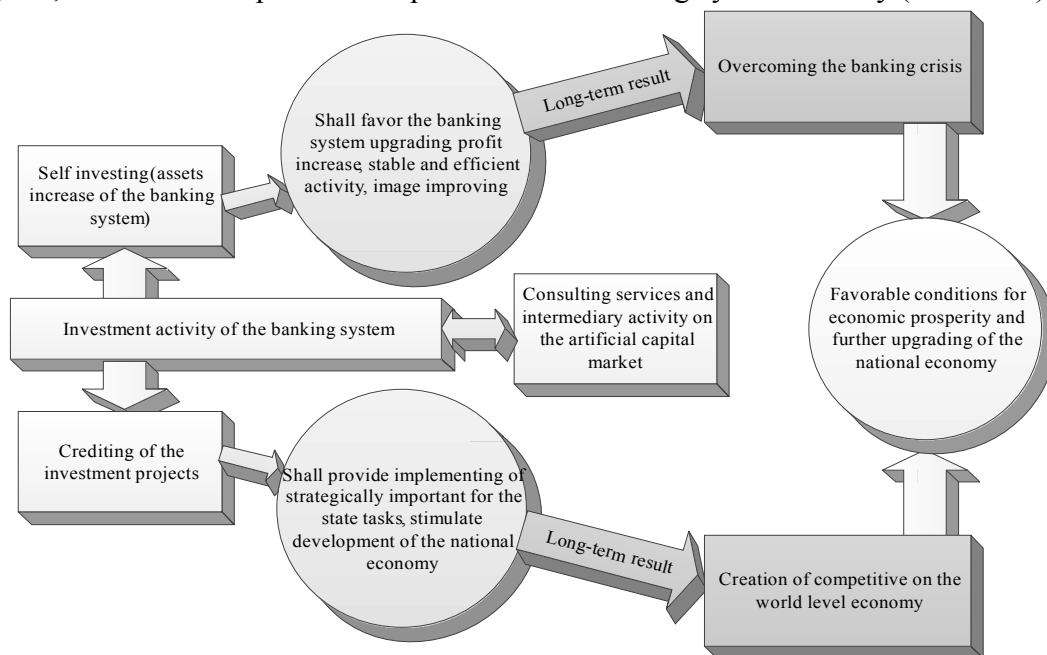 Shall favor the banking
system upgrading, profit
increase, stable and efficient
activity, image improving
Long-term result
Overcoming the banking crisis
Self investing (assets
increase of the banking
system)
Investment activity of the banking system
Consulting services and
intermediary activity on
the artificial capital
market
Favorable conditions for
economic prosperity and
further upgrading of the
national economy
Crediting of the
investment projects
Shall provide implementing of
strategically important for the
state tasks, stimulate
development of the national
economy
Long-term result
Creation of competitive on the
world level economy